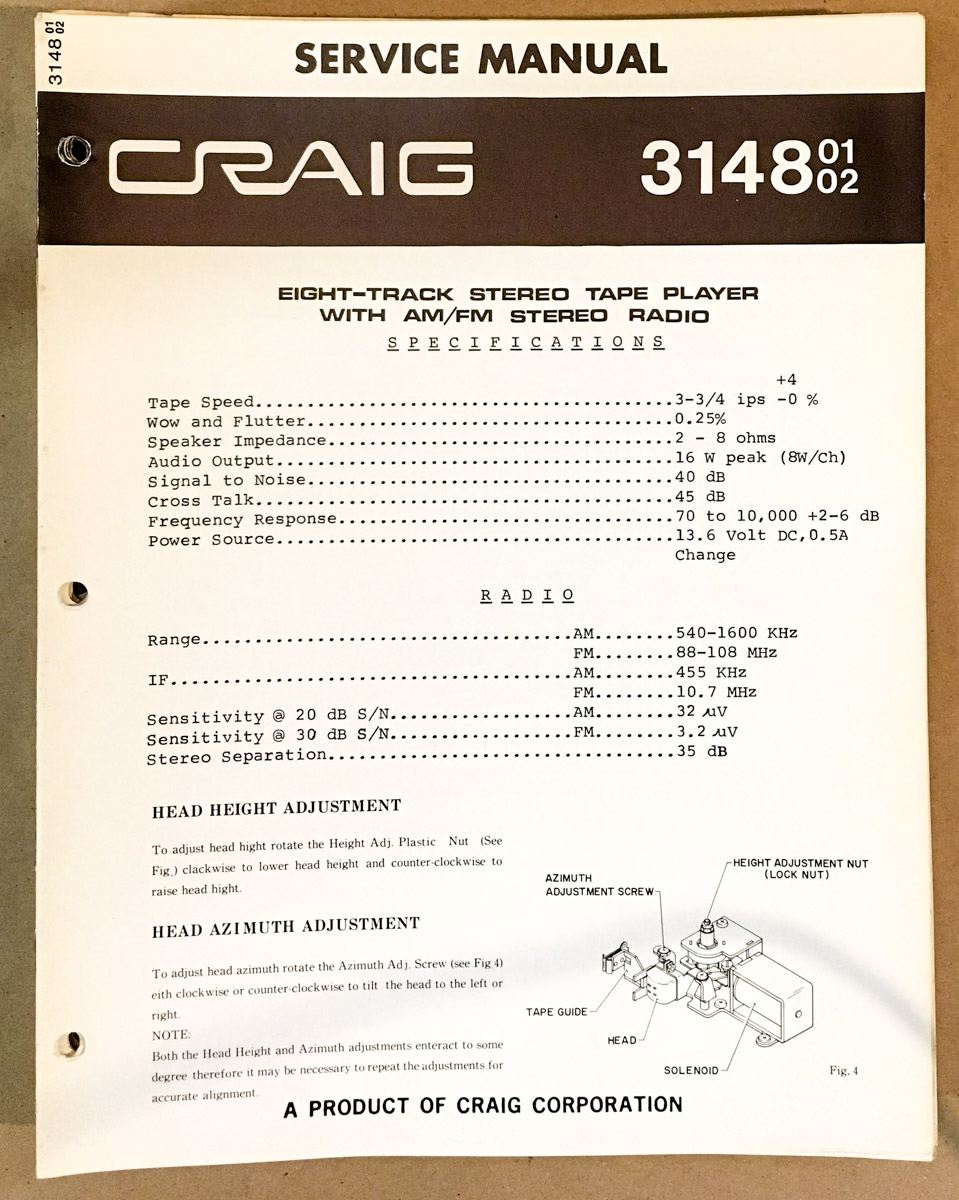 3148 01 02
SERVICE MANUAL
CRAIG
3148 01 02
EIGHT-TRACK STEREO TAPE PLAYER
WITH AM/FM STEREO RADIO
SPECIFICATIONS
+4
Tape Speed........................................3-3/4 ips -0 %
Wow and Flutter...................................0.25%
Speaker Impedance.................................2 - 8 ohms
Audio Output......................................16 W peak (8W/Ch)
Signal to Noise...................................40 dB
Cross Talk........................................45 dB
Frequency Response................................70 to 10,000 +2-6 dB
Power Source......................................13.6 Volt DC,0.5A
Change
RADIO
Range...................................AM........540-1600 KHz
FM........88-108 MHz
IF......................................AM........455 KHz
FM........10.7 MHz
Sensitivity @ 20 dB S/N.................AM........32 µV
Sensitivity @ 30 dB S/N.................FM........3.2 µV
Stereo Separation.................................35 dB
HEAD HEIGHT ADJUSTMENT
To adjust head hight rotate the Height Adj. Plastic Nut (See
Fig.) clackwise to lower head height and counter-clockwise to
raise head hight.
HEAD AZIMUTH ADJUSTMENT
To adjust head azimuth rotate the Azimuth Adj. Screw (see Fig 4)
eith clockwise or counter-clockwise to tilt the head to the left or
right.
NOTE:
Both the Head Height and Azimuth adjustments enteract to some
degree therefore it may be necessary to repeat the adjustments for
accurate alignment.
HEIGHT ADJUSTMENT NUT
(LOCK NUT)
AZIMUTH
ADJUSTMENT SCREW
TAPE GUIDE
HEAD
SOLENOID
Fig. 4
A PRODUCT OF CRAIG CORPORATION